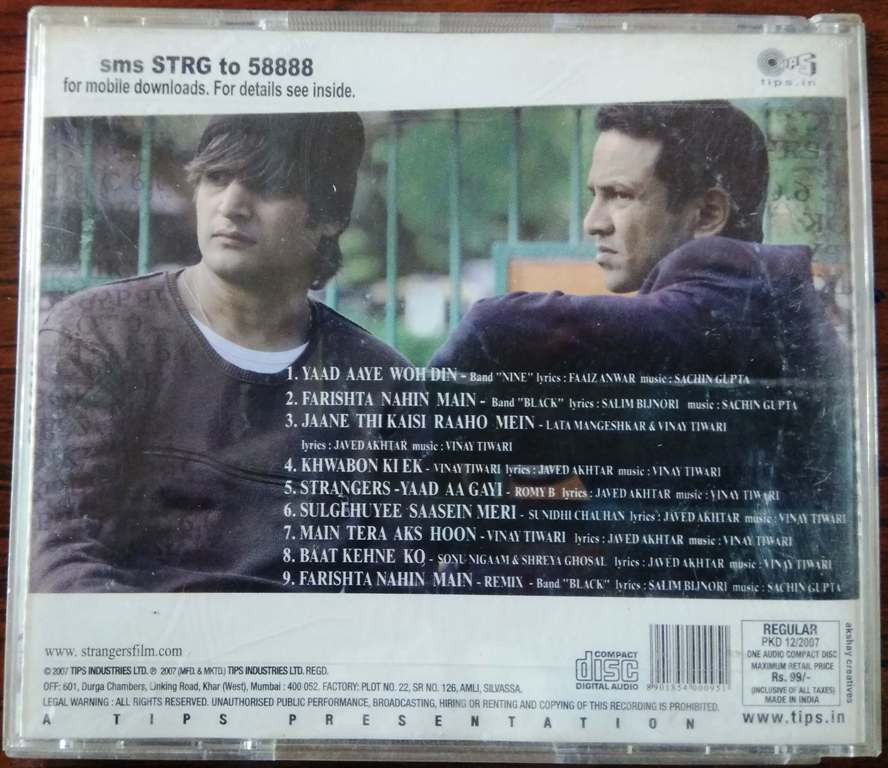 sms STRG to 58888
for mobile downloads. For details see inside.
TIPS
tips.in
1. YAAD AAYE WOH DIN - Band "NINE" lyrics : FAAIZ ANWAR music : SACHIN GUPTA
2. FARISHTA NAHIN MAIN - Band "BLACK" lyrics : SALIM BIJNORI music : SACHIN GUPTA
3. JAANE THI KAISI RAAHO MEIN - LATA MANGESHKAR & VINAY TIWARI
lyrics : JAVED AKHTAR music : VINAY TIWARI
4. KHWABON KI EK - VINAY TIWARI lyrics : JAVED AKHTAR music : VINAY TIWARI
5. STRANGERS -YAAD AA GAYI - ROMY B lyrics : JAVED AKHTAR music : VINAY TIWARI
6. SULGEHUYEE SAASEIN MERI - SUNIDHI CHAUHAN lyrics : JAVED AKHTAR music : VINAY TIWARI
7. MAIN TERA AKS HOON - VINAY TIWARI lyrics : JAVED AKHTAR music : VINAY TIWARI
8. BAAT KEHNE KO - SONU NIGAAM & SHREYA GHOSAL lyrics : JAVED AKHTAR music : VINAY TIWARI
9. FARISHTA NAHIN MAIN - REMIX - Band "BLACK" lyrics : SALIM BIJNORI music : SACHIN GUPTA
www. strangersfilm.com
© 2007 TIPS INDUSTRIES LTD. ℗ 2007 (MFD. & MKTD.) TIPS INDUSTRIES LTD. REGD.
OFF: 601, Durga Chambers, Linking Road, Khar (West), Mumbai : 400 052. FACTORY: PLOT NO. 22, SR NO. 126, AMLI, SILVASSA.
LEGAL WARNING : ALL RIGHTS RESERVED. UNAUTHORISED PUBLIC PERFORMANCE, BROADCASTING, HIRING OR RENTING AND COPYING OF THIS RECORDING IS PROHIBITED.
A TIPS PRESENTATION
COMPACT
disc
DIGITAL AUDIO
8901854000951
REGULAR
PKD 12/2007
ONE AUDIO COMPACT DISC
MAXIMUM RETAIL PRICE
Rs. 99/-
(INCLUSIVE OF ALL TAXES)
MADE IN INDIA
www.tips.in
akshay creatives